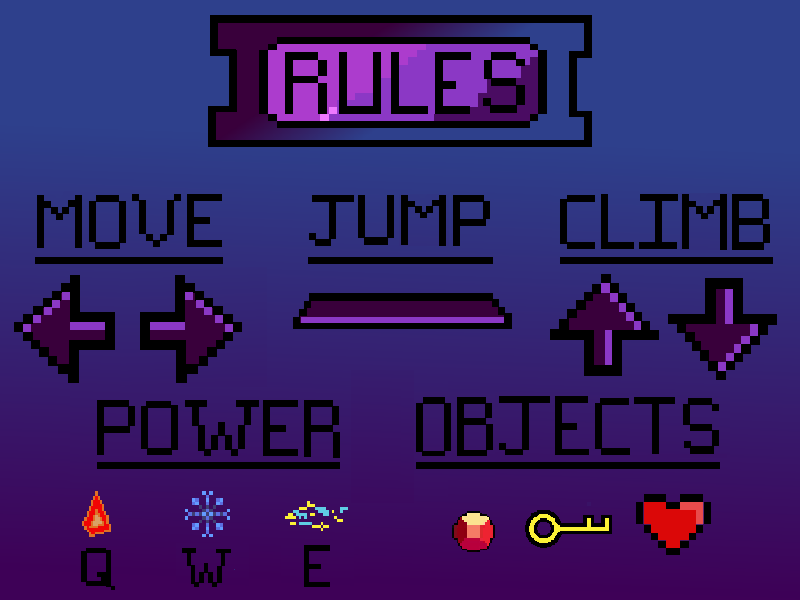 RULES
MOVE JUMP CLIMB
POWER OBJECTS
Q W E